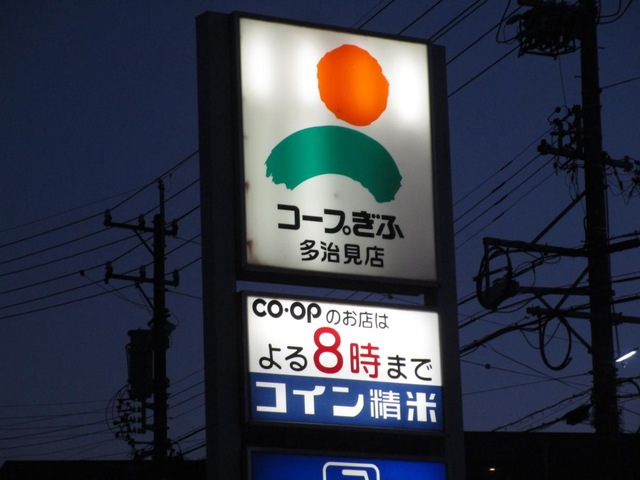 コープぎふ
多治見店
CO・OPのお店は
よる8時まで
コイン精米